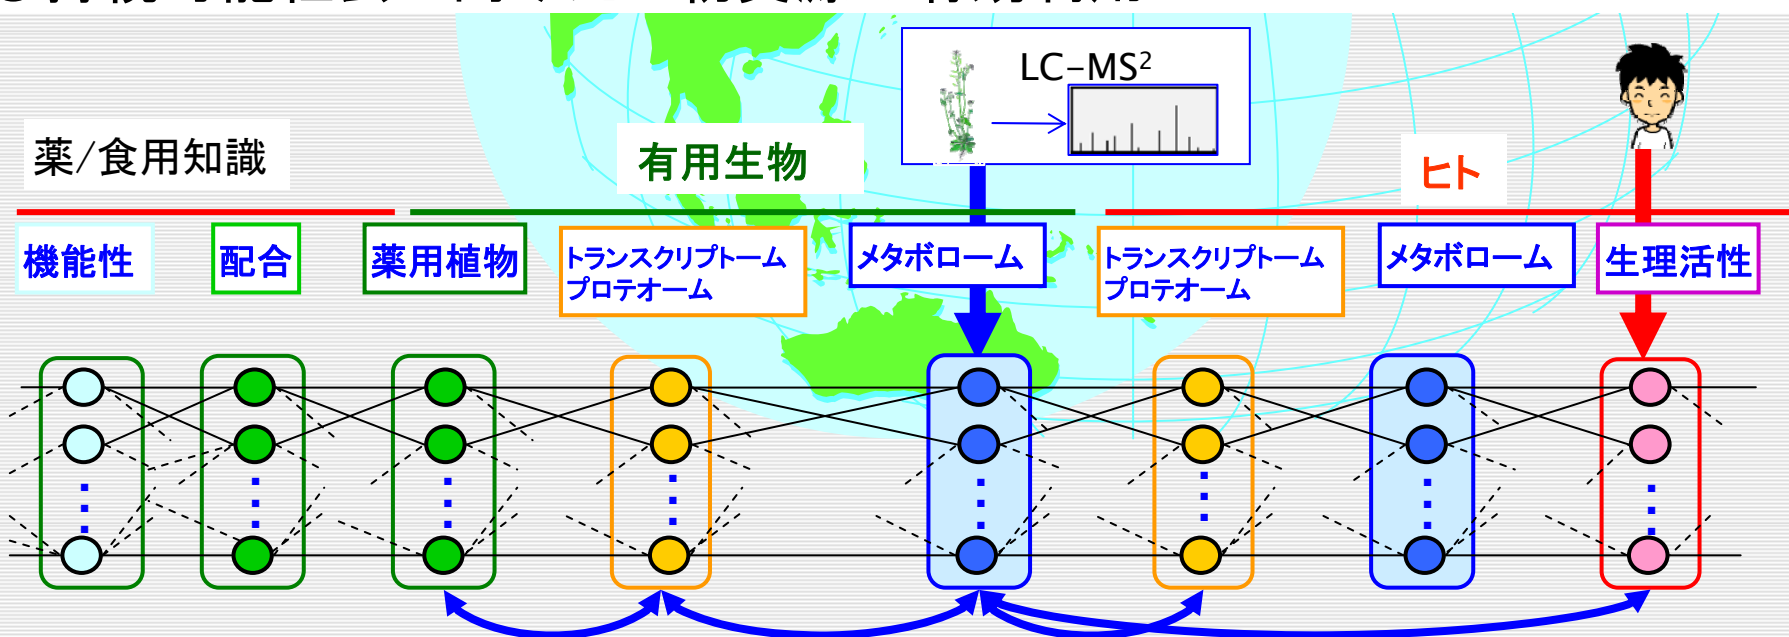 LC-MS²
薬/食用知識
有用生物
ヒト
機能性
配合
薬用植物
トランスクリプトーム
プロテオーム
メタボローム
トランスクリプトーム
プロテオーム
メタボローム
生理活性